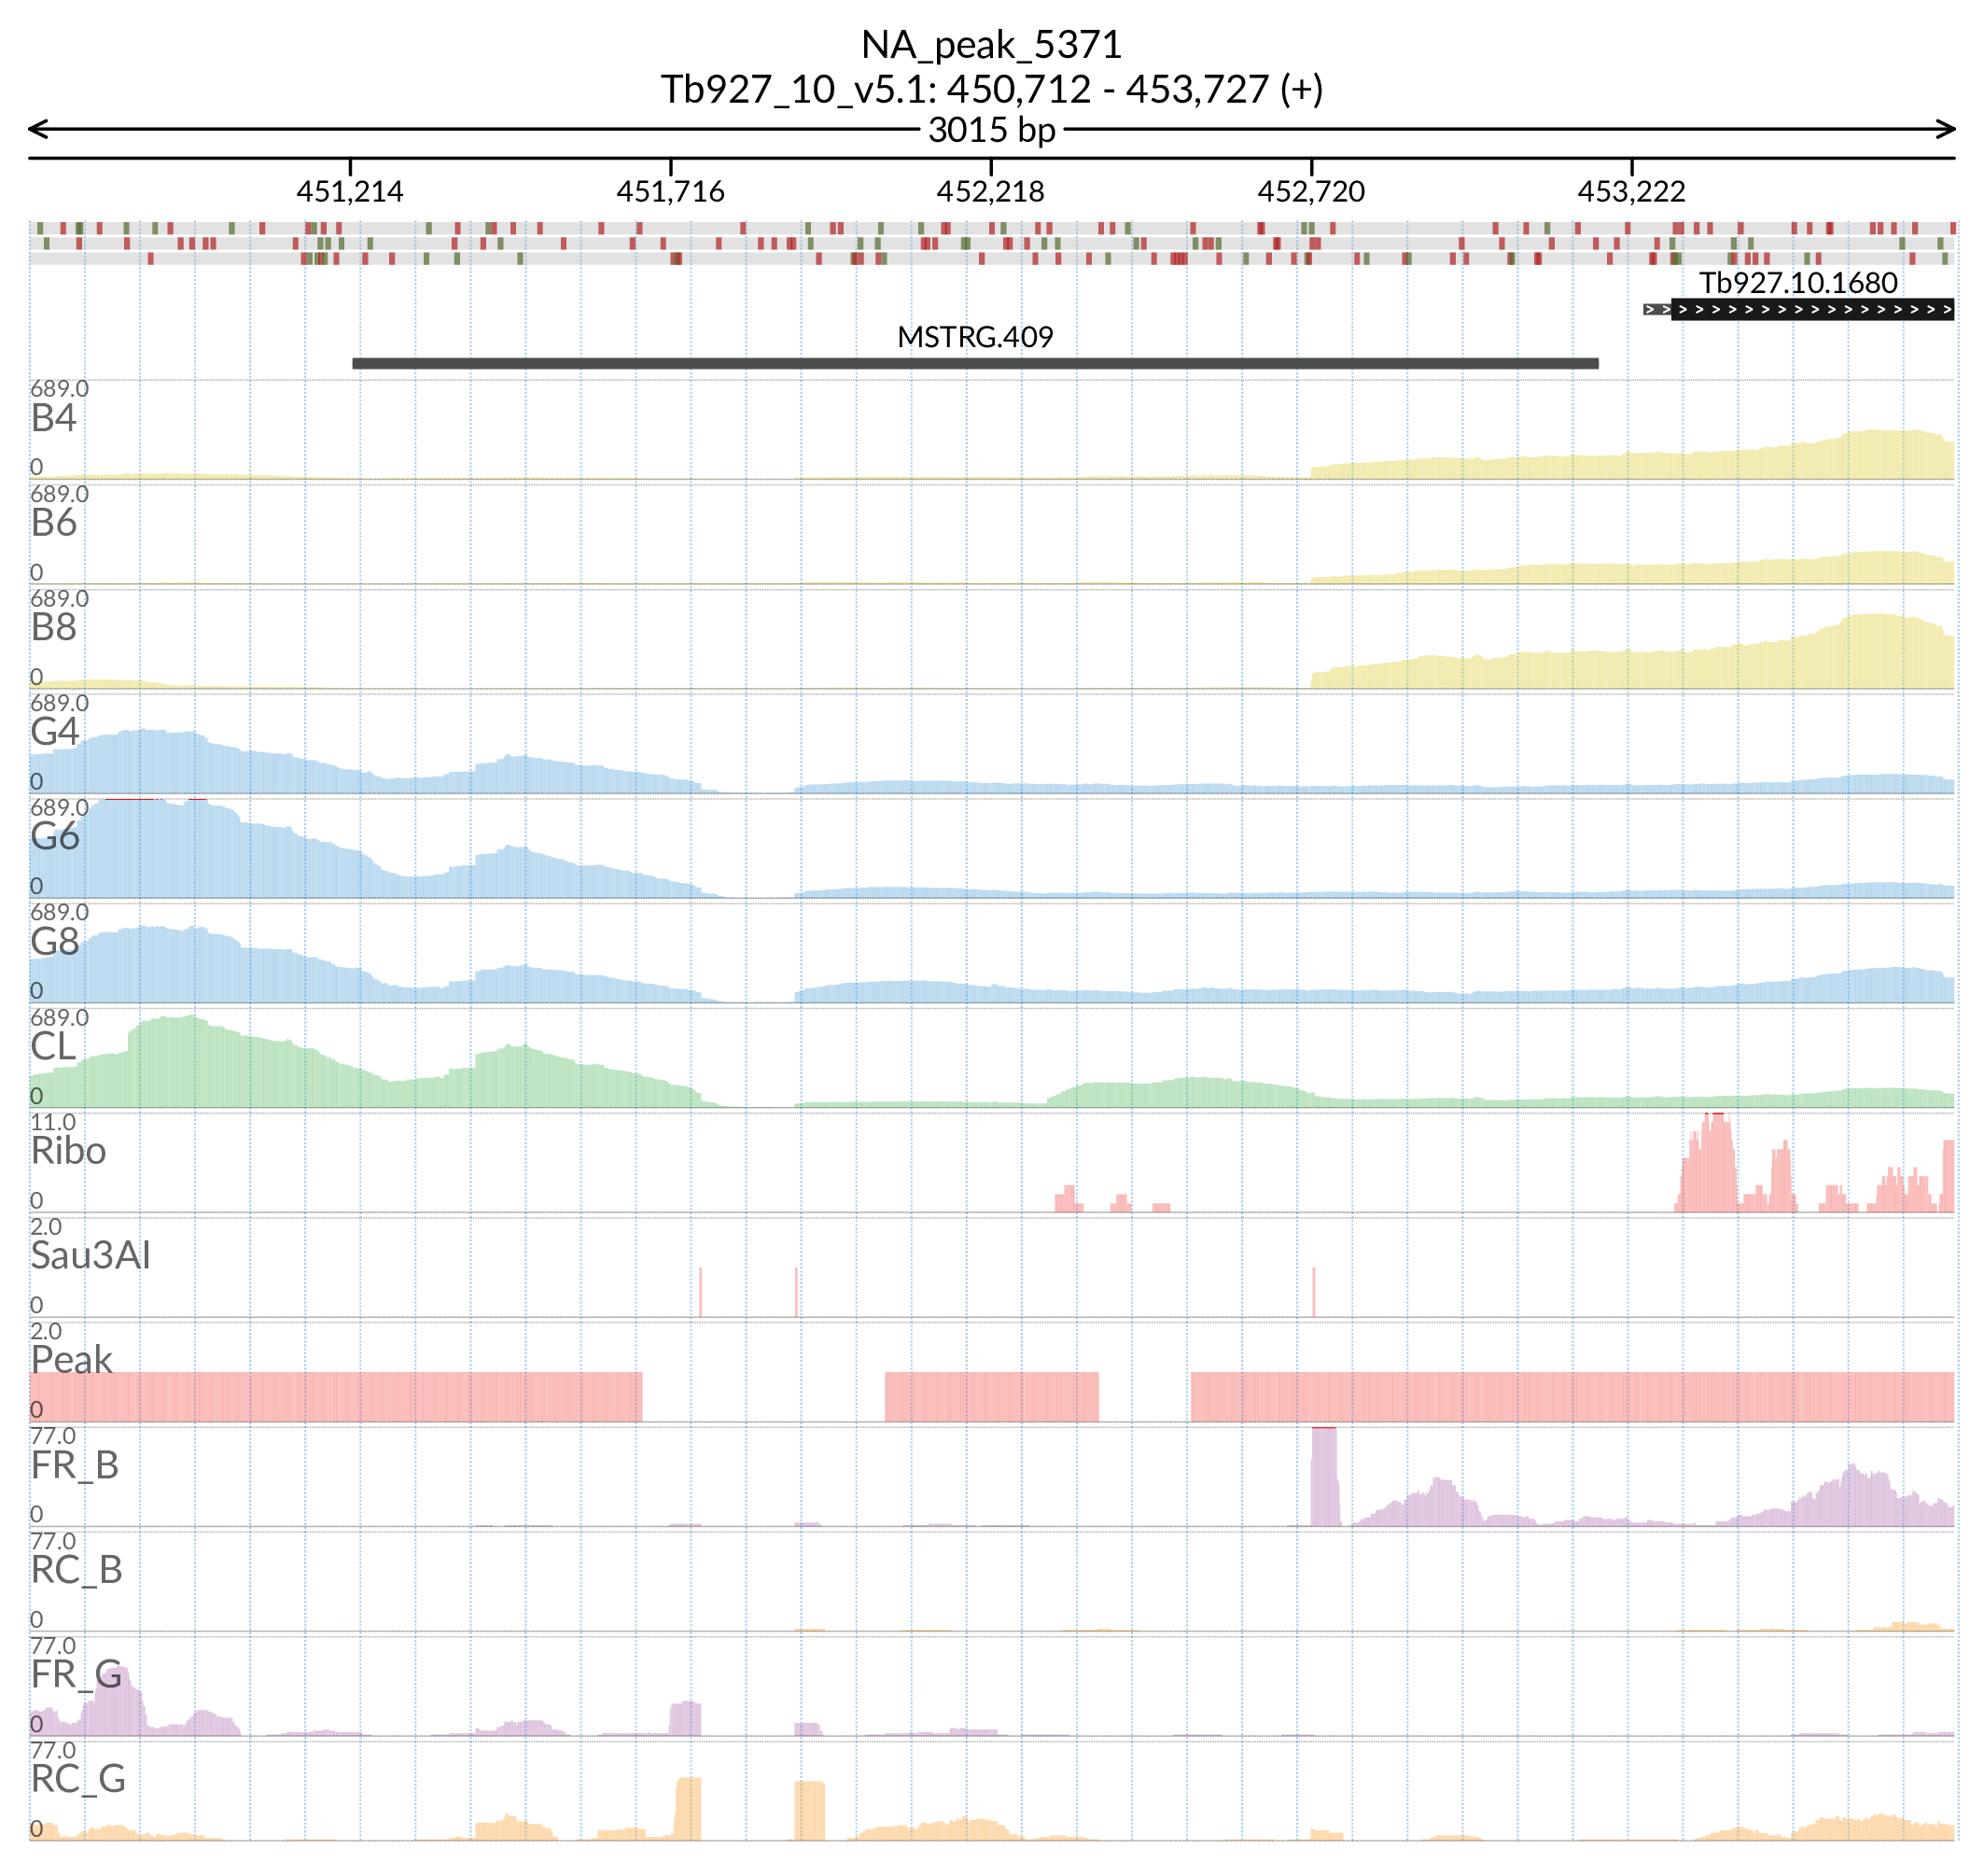 NA_peak_5371
Tb927_10_v5.1: 450,712 - 453,727 (+)
3015 bp
451,214 451,716 452,218 452,720 453,222
Tb927.10.1680
MSTRG.409
689.0
B4
0
689.0
B6
0
689.0
B8
0
689.0
G4
0
689.0
G6
0
689.0
G8
0
689.0
CL
0
11.0
Ribo
0
2.0
Sau3AI
0
2.0
Peak
0
77.0
FR_B
0
77.0
RC_B
0
77.0
FR_G
0
77.0
RC_G
0